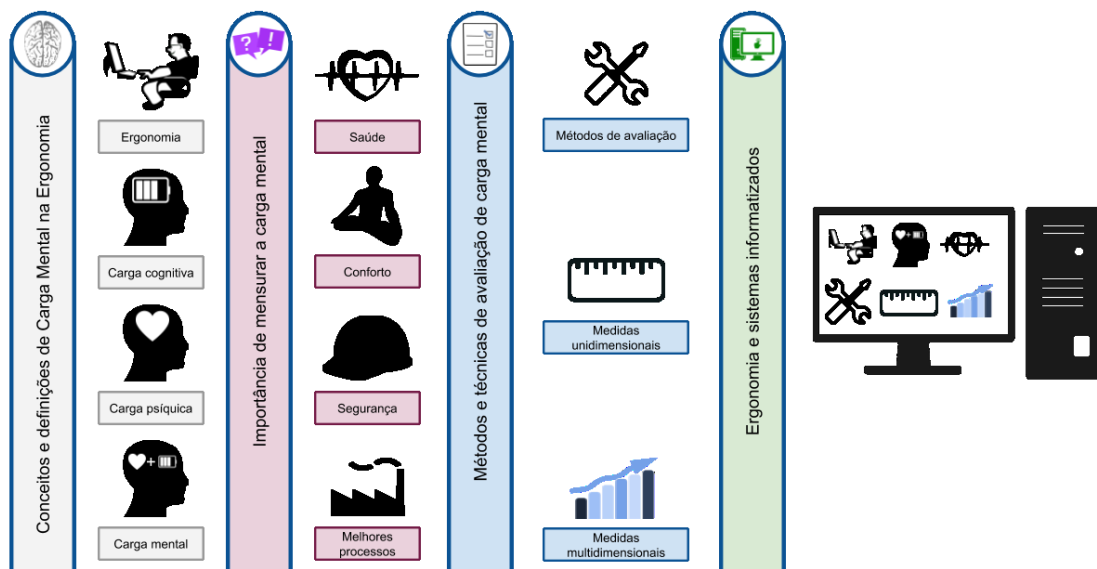 Conceitos e definições de Carga Mental na Ergonomia
Ergonomia
Carga cognitiva
Carga psíquica
Carga mental
? !
Importância de mensurar a carga mental
Saúde
Conforto
Segurança
Melhores
processos
Métodos e técnicas de avaliação de carga mental
Métodos de avaliação
Medidas
unidimensionais
Medidas
multidimensionais
Ergonomia e sistemas informatizados